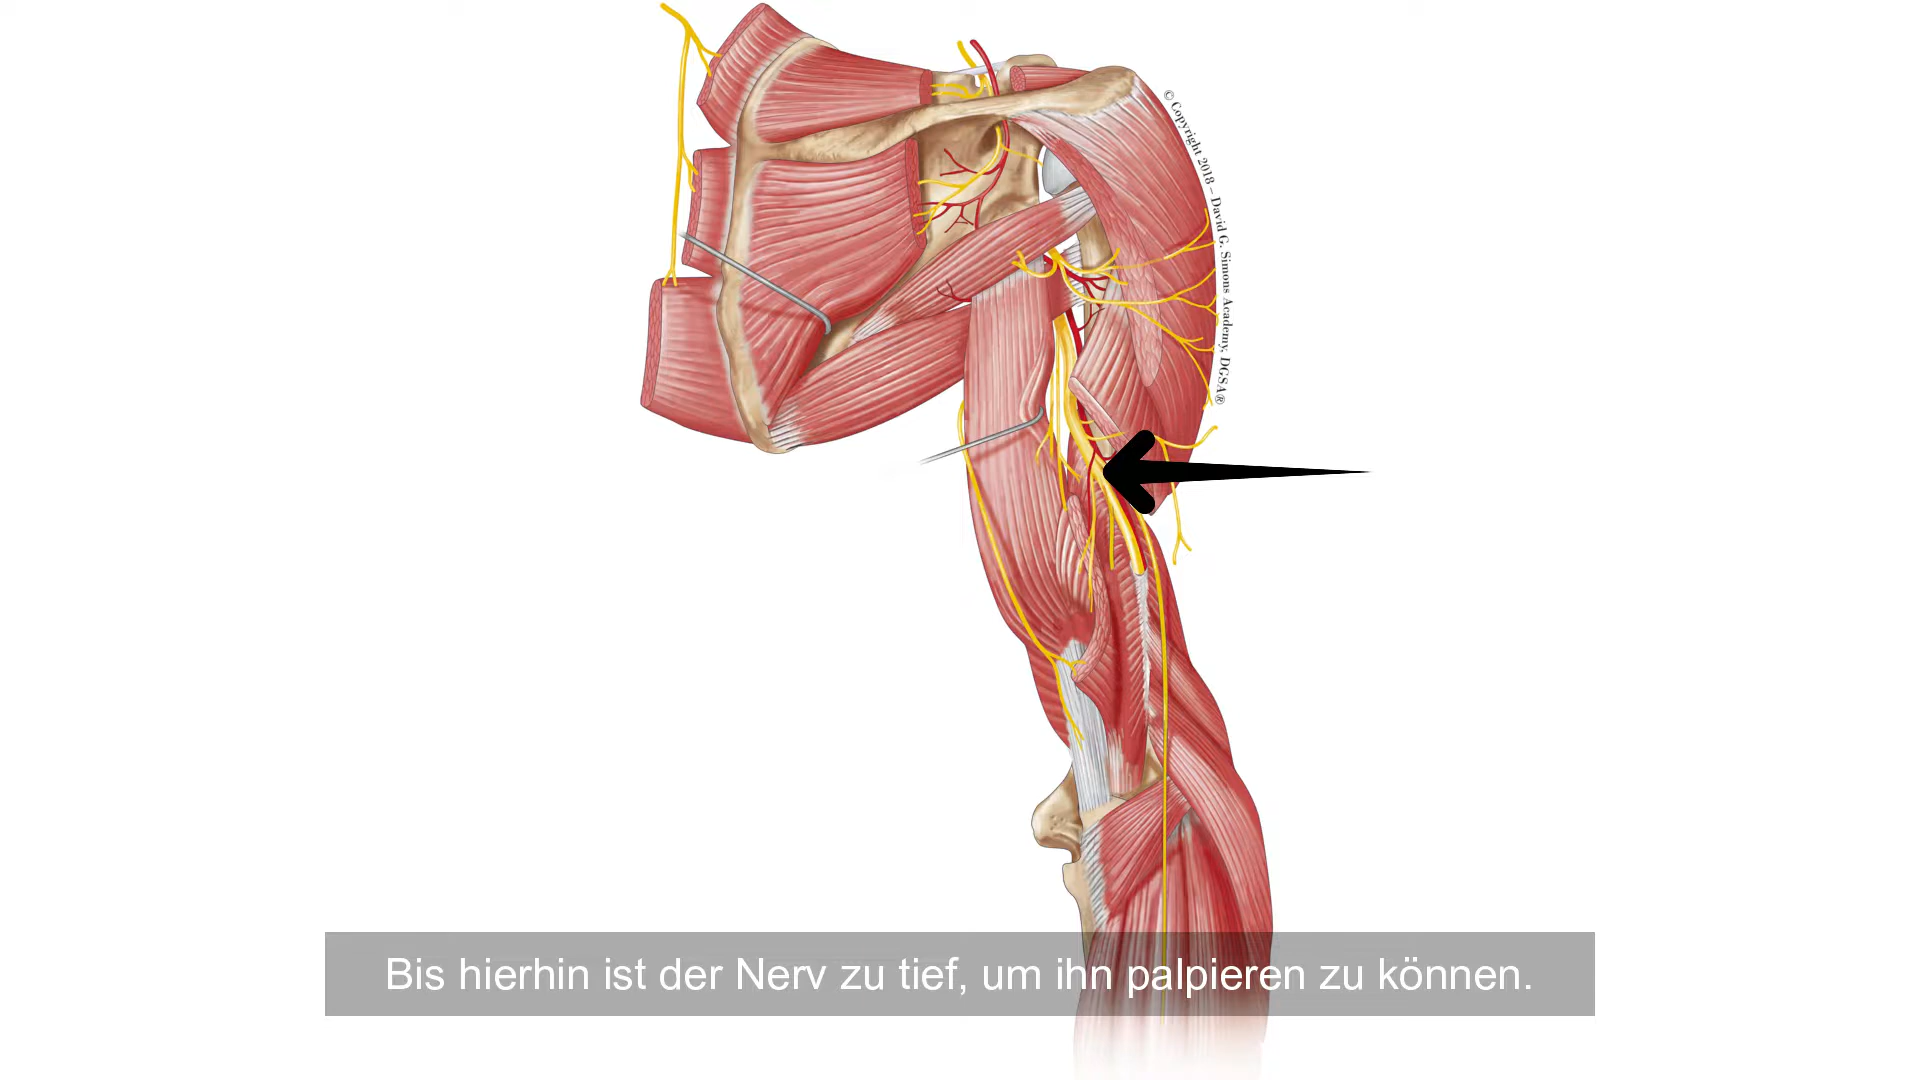 © Copyright 2018 – David G. Simons Academy, DGSA®
Bis hierhin ist der Nerv zu tief, um ihn palpieren zu können.